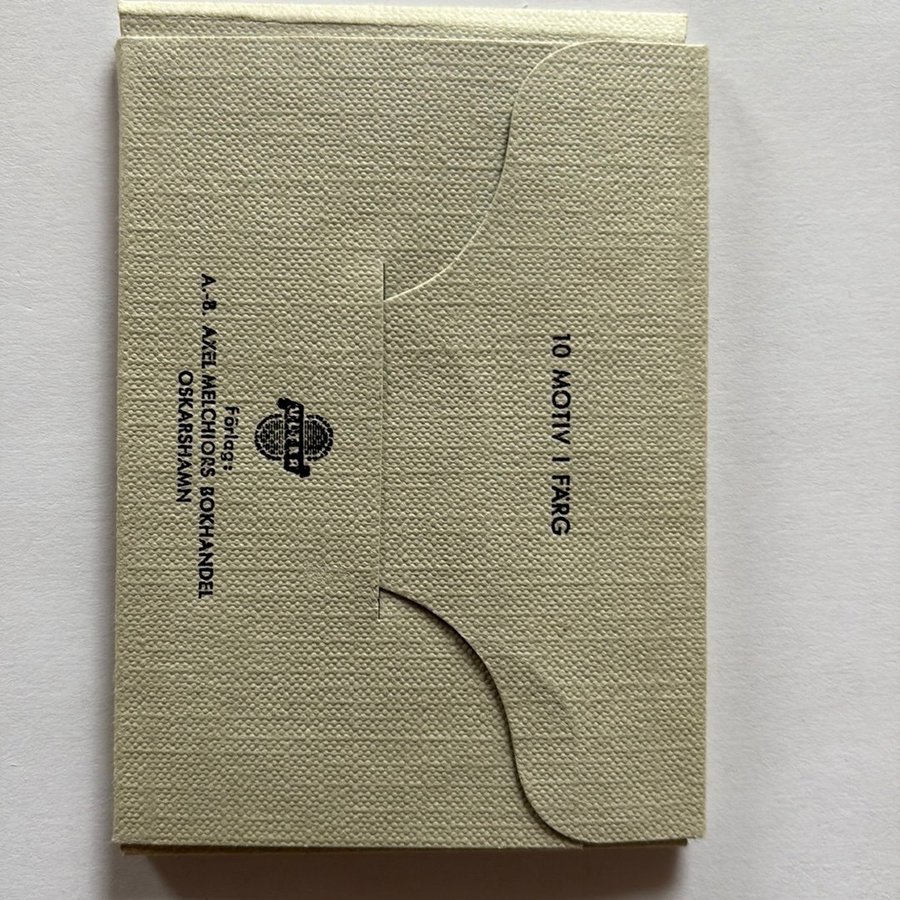 10 MOTIV I FÄRG
Förlag:
A.-B. AXEL MELCHIORS BOKHANDEL
OSKARSHAMN